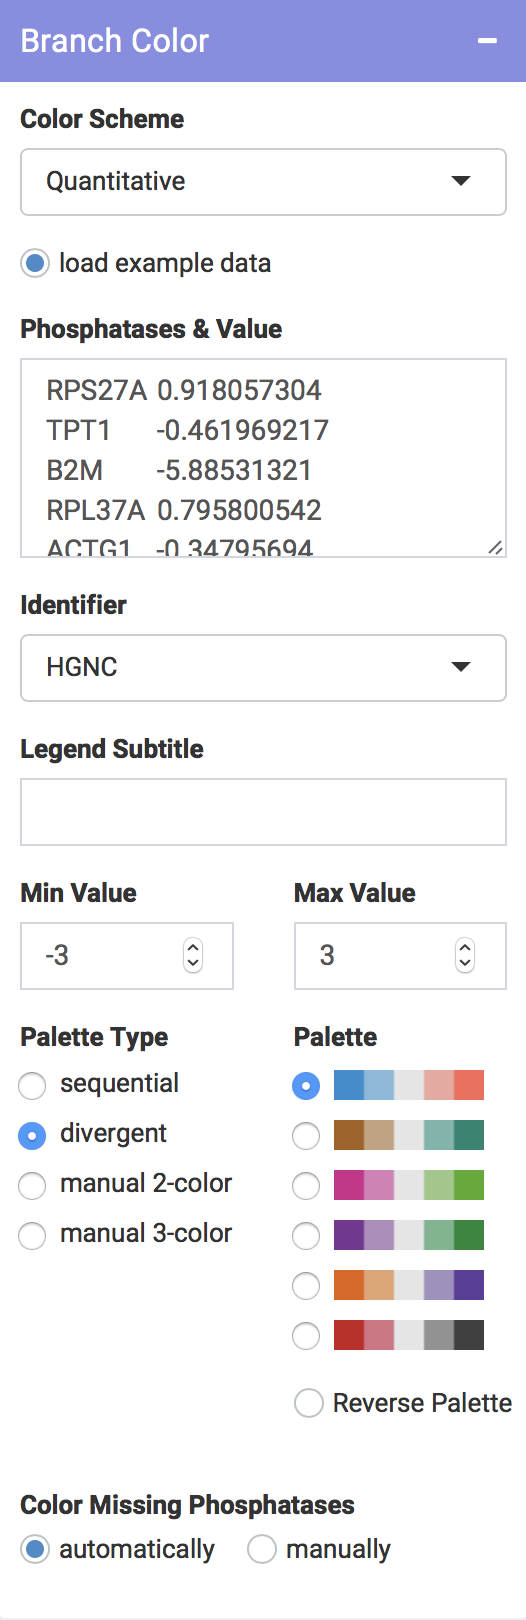 Branch Color
Color Scheme
Quantitative
load example data
Phosphatases & Value
RPS27A 0.918057304
TPT1 -0.461969217
B2M -5.88531321
RPL37A 0.795800542
ACTG1 -0.34795694
Identifier
HGNC
Legend Subtitle
Min Value Max Value
-3 3
Palette Type Palette
sequential
divergent
manual 2-color
manual 3-color
Reverse Palette
Color Missing Phosphatases
automatically manually